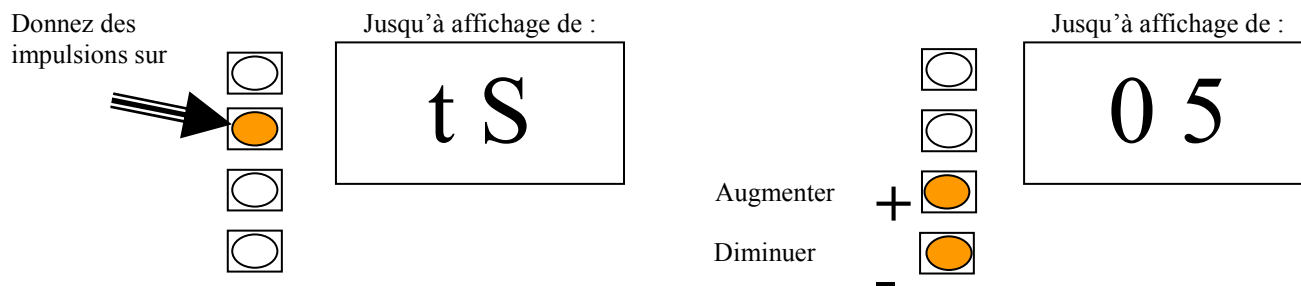 Donnez des
impulsions sur
Jusqu'à affichage de :
t S
Jusqu'à affichage de :
0 5
Augmenter +
Diminuer -